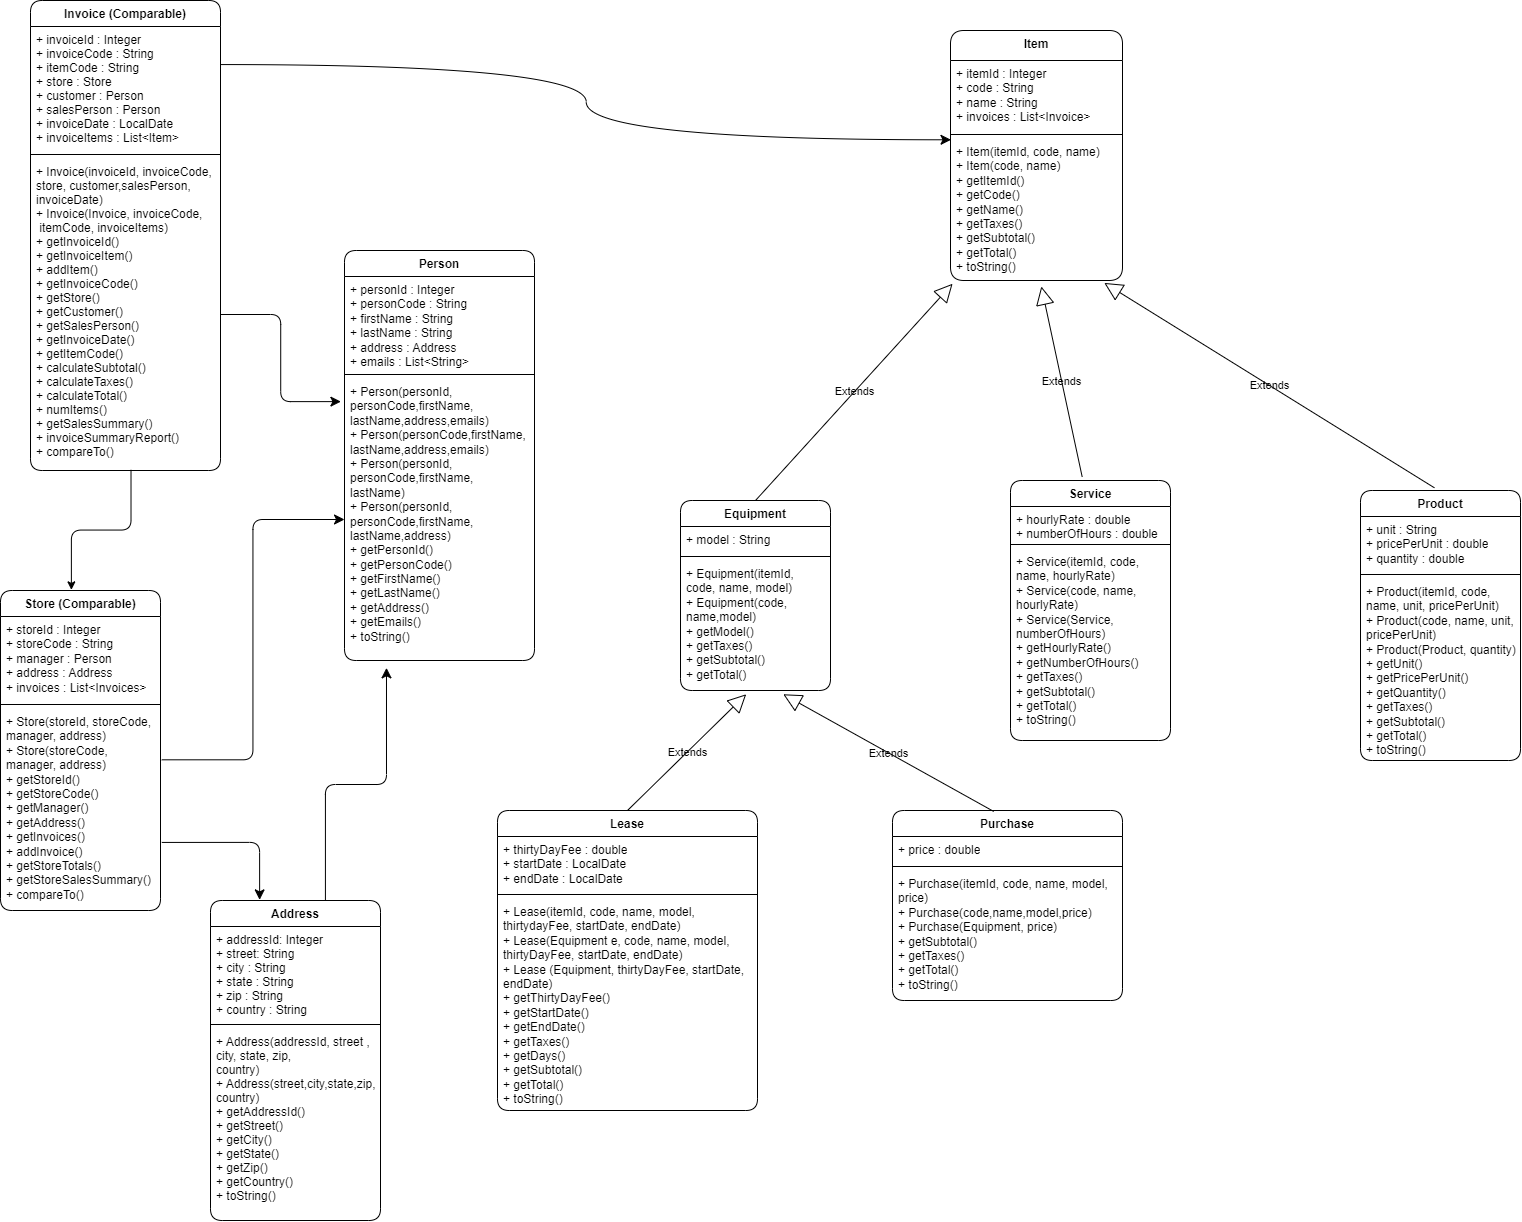 Invoice (Comparable)
+ invoiceId : Integer
+ invoiceCode : String
+ itemCode : String
+ store : Store
+ customer : Person
+ salesPerson : Person
+ invoiceDate : LocalDate
+ invoiceItems : List<Item>
+ Invoice(invoiceId, invoiceCode,
store, customer,salesPerson,
invoiceDate)
+ Invoice(Invoice, invoiceCode,
itemCode, invoiceItems)
+ getInvoiceId()
+ getInvoiceItem()
+ addItem()
+ getInvoiceCode()
+ getStore()
+ getCustomer()
+ getSalesPerson()
+ getInvoiceDate()
+ getItemCode()
+ calculateSubtotal()
+ calculateTaxes()
+ calculateTotal()
+ numItems()
+ getSalesSummary()
+ invoiceSummaryReport()
+ compareTo()
Item
+ itemId : Integer
+ code : String
+ name : String
+ invoices : List<Invoice>
+ Item(itemId, code, name)
+ Item(code, name)
+ getItemId()
+ getCode()
+ getName()
+ getTaxes()
+ getSubtotal()
+ getTotal()
+ toString()
Person
+ personId : Integer
+ personCode : String
+ firstName : String
+ lastName : String
+ address : Address
+ emails : List<String>
+ Person(personId,
personCode,firstName,
lastName,address,emails)
+ Person(personCode,firstName,
lastName,address,emails)
+ Person(personId,
personCode,firstName,
lastName)
+ Person(personId,
personCode,firstName,
lastName,address)
+ getPersonId()
+ getPersonCode()
+ getFirstName()
+ getLastName()
+ getAddress()
+ getEmails()
+ toString()
Extends
Extends
Extends
Equipment
+ model : String
+ Equipment(itemId,
code, name, model)
+ Equipment(code,
name,model)
+ getModel()
+ getTaxes()
+ getSubtotal()
+ getTotal()
Service
+ hourlyRate : double
+ numberOfHours : double
+ Service(itemId, code,
name, hourlyRate)
+ Service(code, name,
hourlyRate)
+ Service(Service,
numberOfHours)
+ getHourlyRate()
+ getNumberOfHours()
+ getTaxes()
+ getSubtotal()
+ getTotal()
+ toString()
Product
+ unit : String
+ pricePerUnit : double
+ quantity : double
+ Product(itemId, code,
name, unit, pricePerUnit)
+ Product(code, name, unit,
pricePerUnit)
+ Product(Product, quantity)
+ getUnit()
+ getPricePerUnit()
+ getQuantity()
+ getTaxes()
+ getSubtotal()
+ getTotal()
+ toString()
Store (Comparable)
+ storeId : Integer
+ storeCode : String
+ manager : Person
+ address : Address
+ invoices : List<Invoices>
+ Store(storeId, storeCode,
manager, address)
+ Store(storeCode,
manager, address)
+ getStoreId()
+ getStoreCode()
+ getManager()
+ getAddress()
+ getInvoices()
+ addInvoice()
+ getStoreTotals()
+ getStoreSalesSummary()
+ compareTo()
Extends
Extends
Lease
+ thirtyDayFee : double
+ startDate : LocalDate
+ endDate : LocalDate
+ Lease(itemId, code, name, model,
thirtydayFee, startDate, endDate)
+ Lease(Equipment e, code, name, model,
thirtyDayFee, startDate, endDate)
+ Lease (Equipment, thirtyDayFee, startDate,
endDate)
+ getThirtyDayFee()
+ getStartDate()
+ getEndDate()
+ getTaxes()
+ getDays()
+ getSubtotal()
+ getTotal()
+ toString()
Purchase
+ price : double
+ Purchase(itemId, code, name, model,
price)
+ Purchase(code,name,model,price)
+ Purchase(Equipment, price)
+ getSubtotal()
+ getTaxes()
+ getTotal()
+ toString()
Address
+ addressId: Integer
+ street: String
+ city : String
+ state : String
+ zip : String
+ country : String
+ Address(addressId, street ,
city, state, zip,
country)
+ Address(street,city,state,zip,
country)
+ getAddressId()
+ getStreet()
+ getCity()
+ getState()
+ getZip()
+ getCountry()
+ toString()